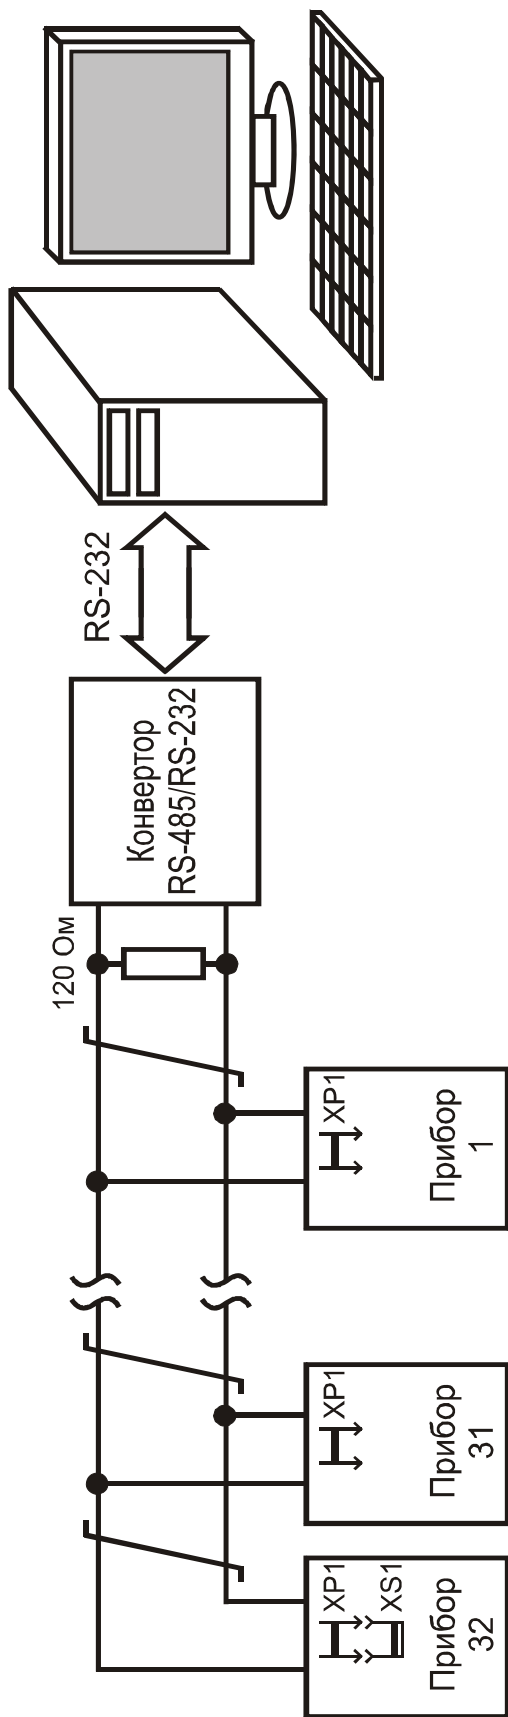 RS-232
Конвертор
RS-485/RS-232
120 Ом
XP1
Прибор
1
XP1
Прибор
31
XP1
XS1
Прибор
32